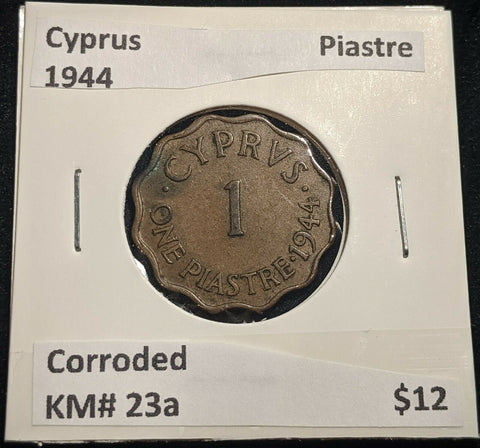 Cyprus Piastre
1944
·CYPRVS·
1
ONE PIASTRE·1944
Corroded
KM# 23a $12